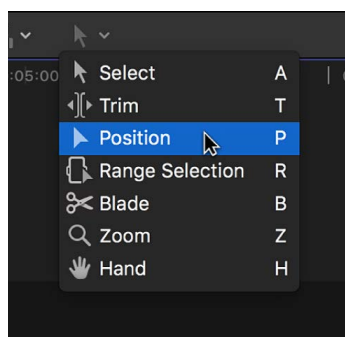 :05:00
Select A
Trim T
Position P
Range Selection R
Blade B
Zoom Z
Hand H